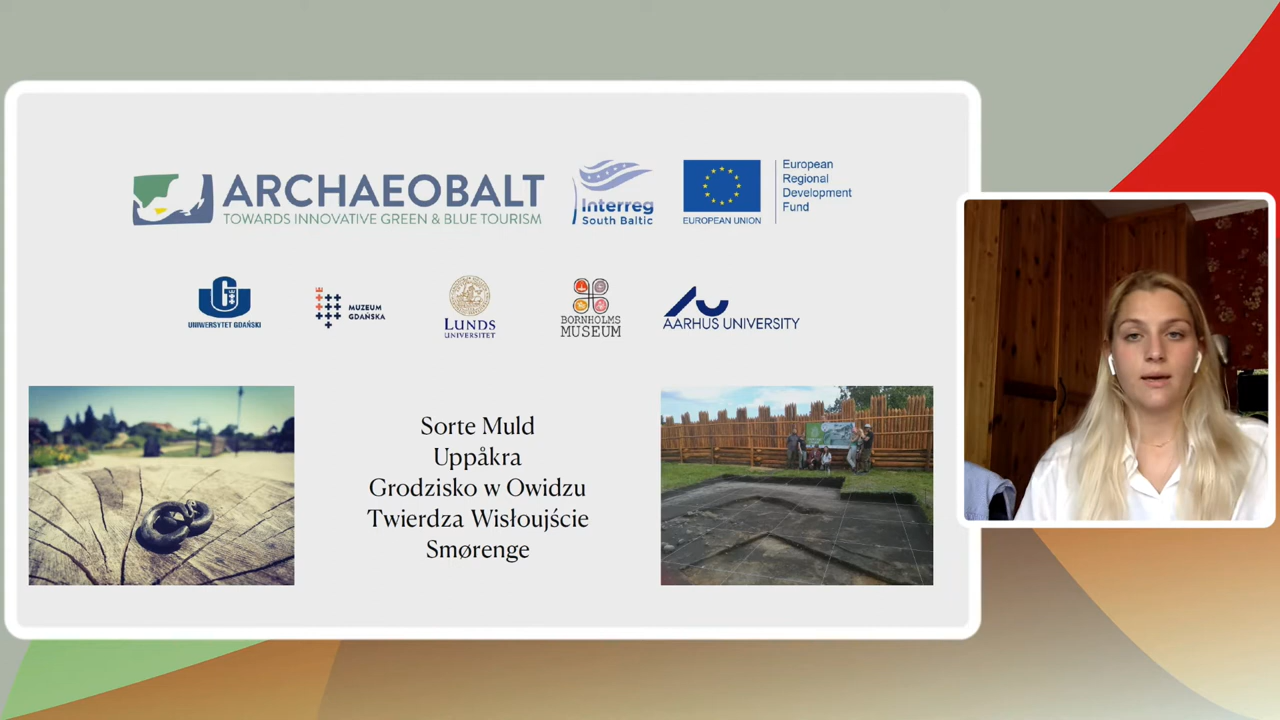 ARCHAEOBALT
TOWARDS INNOVATIVE GREEN & BLUE TOURISM
Interreg
South Baltic
EUROPEAN UNION
European
Regional
Development
Fund
UNIWERSYTET GDAŃSKI
MUZEUM
GDAŃSKA
LUNDS
UNIVERSITET
BORNHOLMS
MUSEUM
AARHUS UNIVERSITY
Sorte Muld
Uppåkra
Grodzisko w Owidzu
Twierdza Wisłoujście
Smørenge